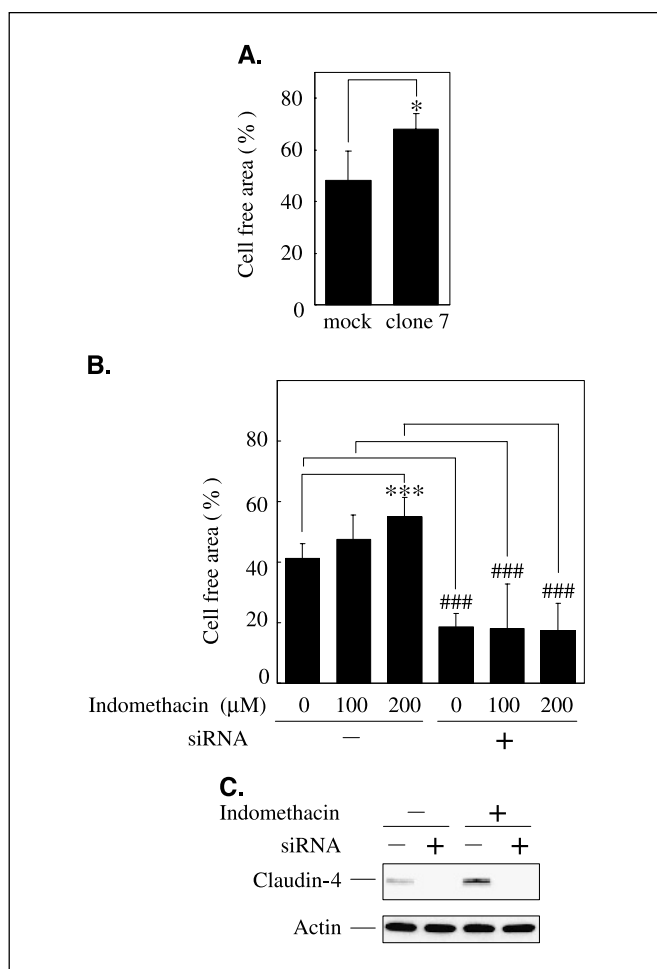 A.
Cell free area ( % )
80
60
40
20
0
*
mock clone 7
B.
Cell free area ( % )
80
60
40
20
0
***
###
###
###
Indomethacin (μM) 0 100 200 0 100 200
siRNA — +
C.
Indomethacin — +
siRNA — + — +
Claudin-4 —
Actin —